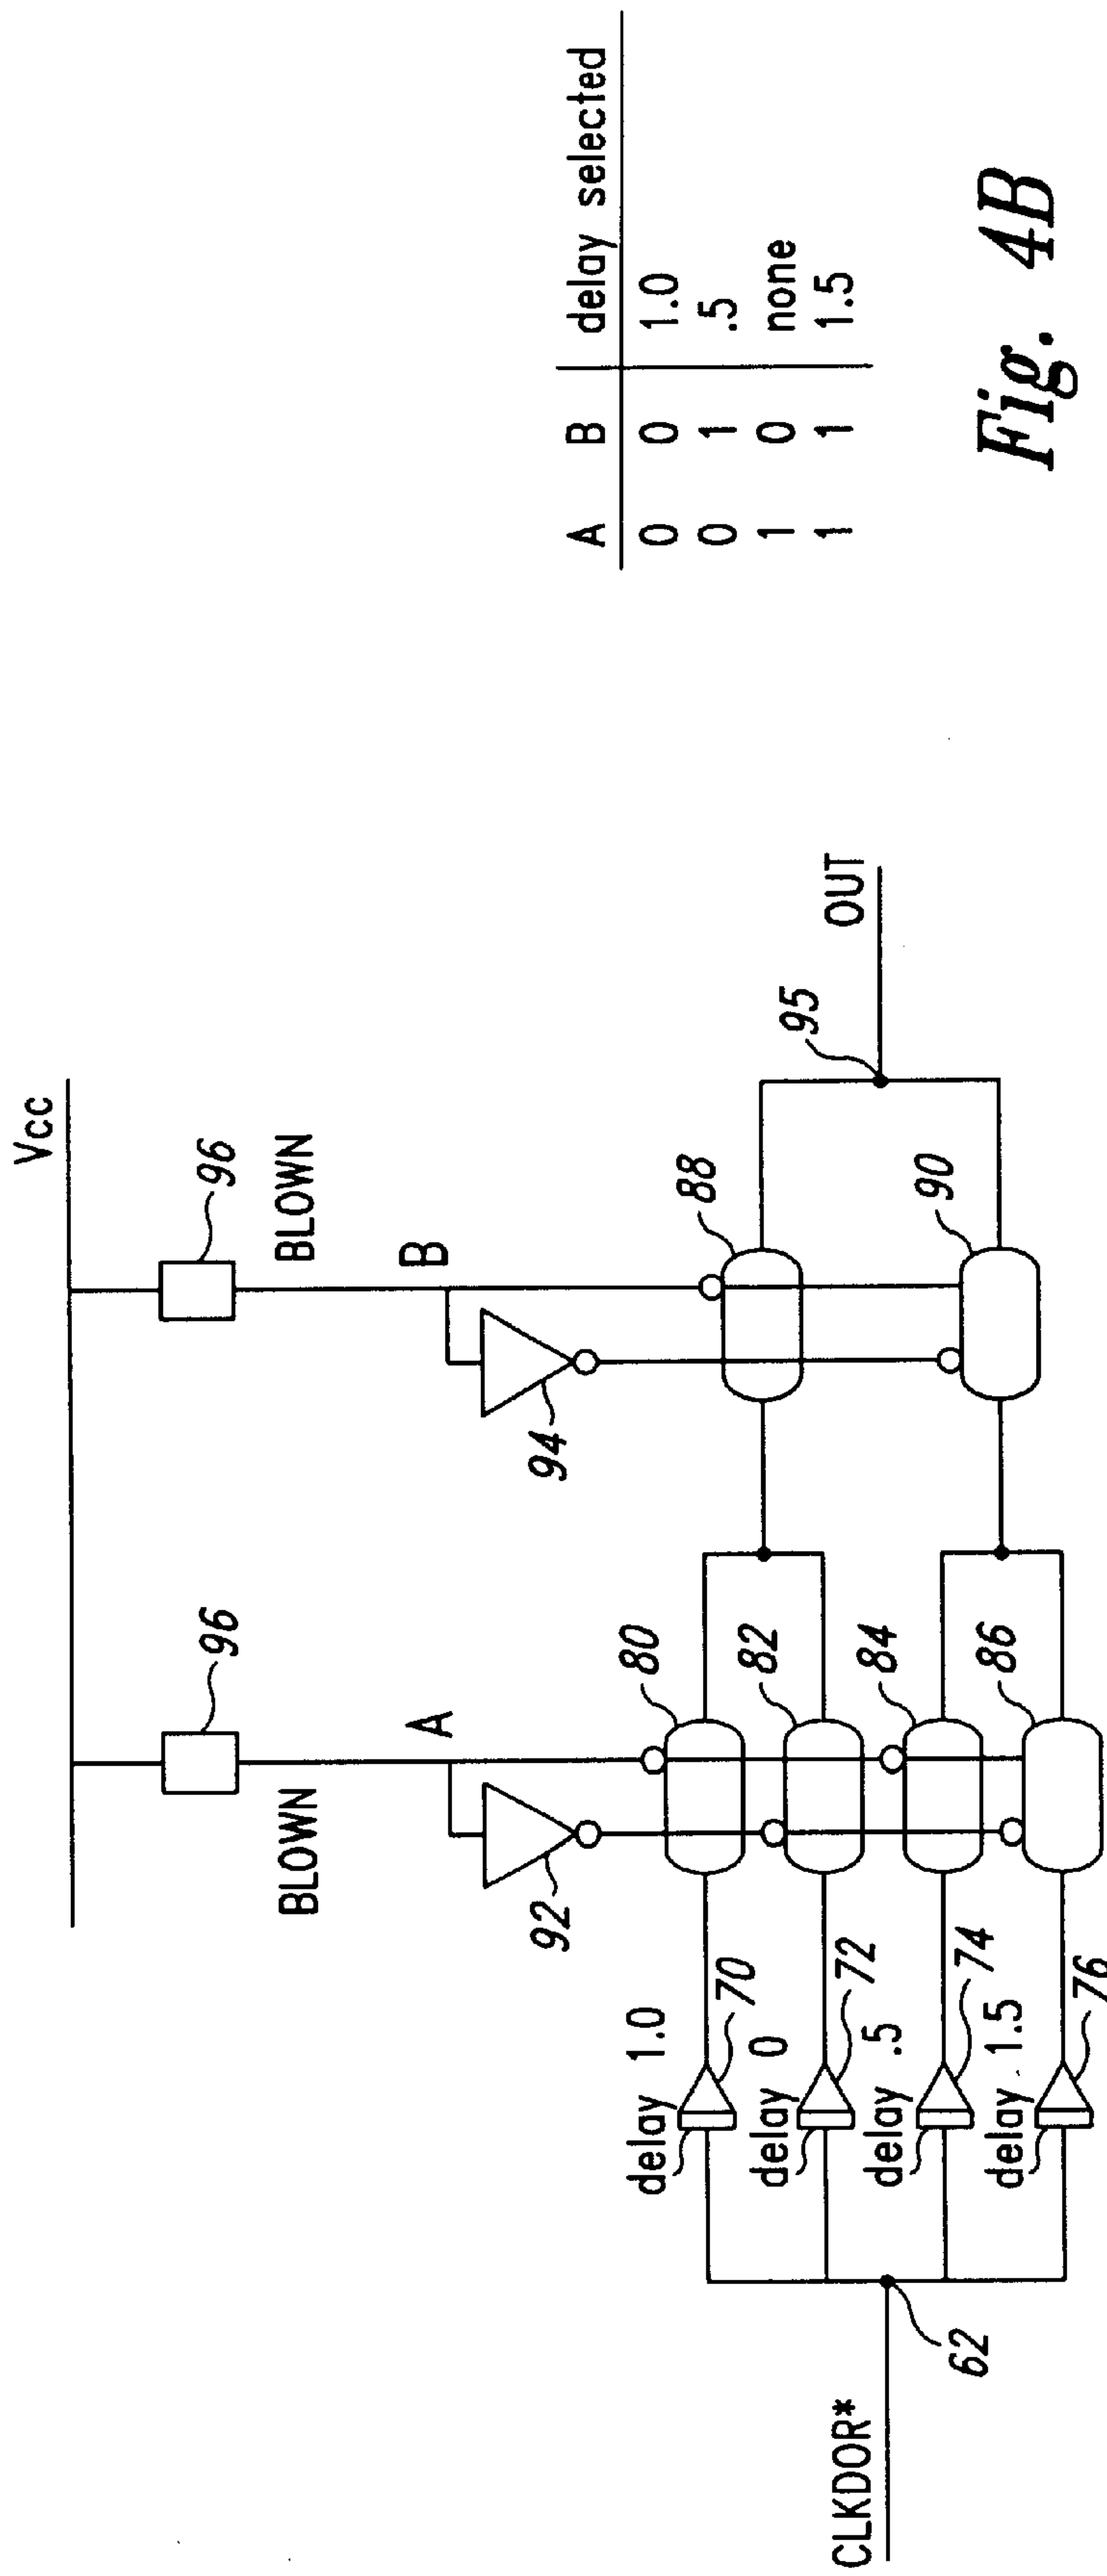 Vcc
96
96
BLOWN
BLOWN
A
B
92
94
80
82
84
86
88
90
95
OUT
delay 1.0
70
delay 0
72
delay .5
74
delay 1.5
76
62
CLKDOR*
A B delay selected
0 0 1.0
0 1 .5
1 0 none
1 1 1.5
Fig. 4B